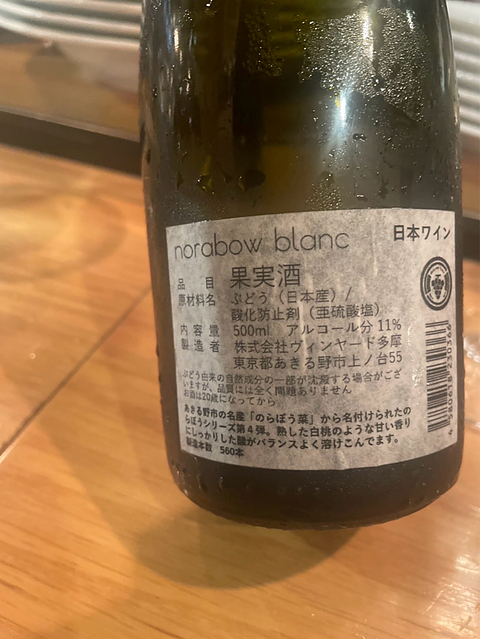 norabow blanc
日本ワイン
品目 果実酒
原材料名 ぶどう（日本産）/
酸化防止剤（亜硫酸塩）
内容量 500ml アルコール分 11%
製造者 株式会社ヴィンヤード多摩
東京都あきる野市上ノ台55
ぶどう由来の自然成分の一部が沈殿する場合がござ
いますが、品質には全く問題ありません
お酒は20歳になってから
あきる野市の名産「のらぼう菜」から名付けられたの
らぼうシリーズ第4弾。熟した白桃のような甘い香り
にしっかりした酸がバランスよく溶けこんでます。
製造本数 560本
4 580618 230366